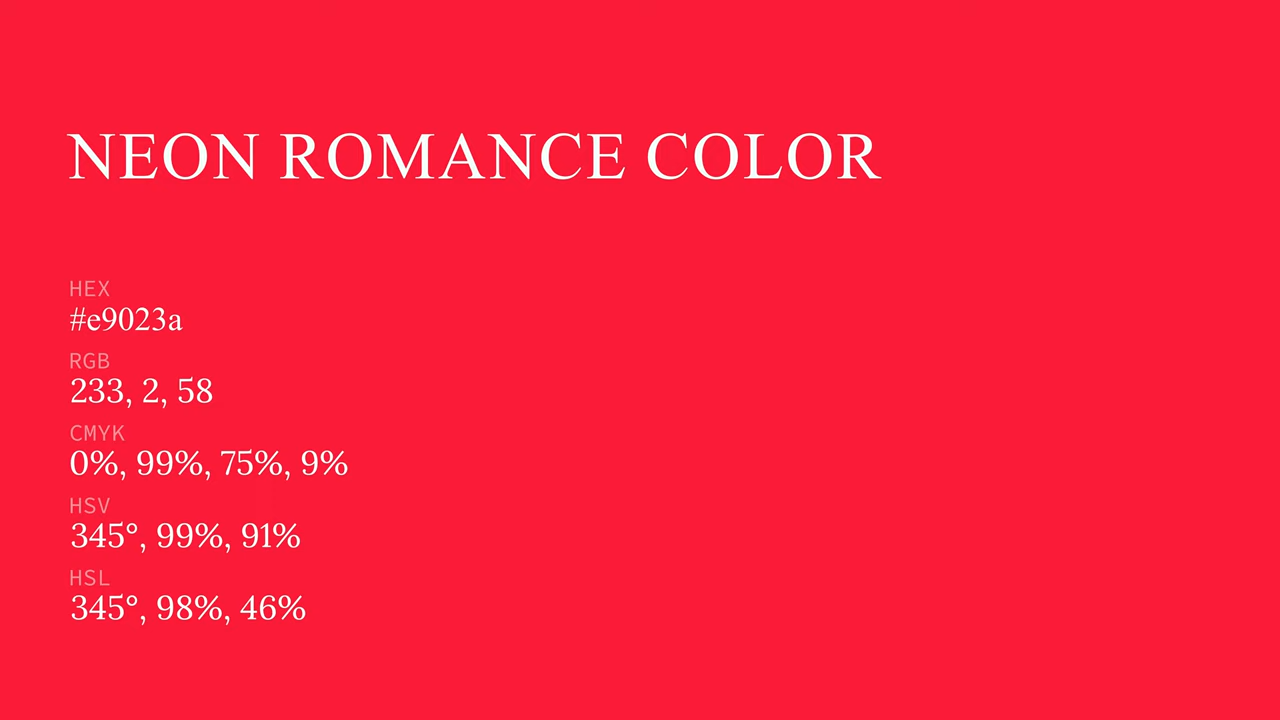 NEON ROMANCE COLOR
HEX
#e9023a
RGB
233, 2, 58
CMYK
0%, 99%, 75%, 9%
HSV
345°, 99%, 91%
HSL
345°, 98%, 46%